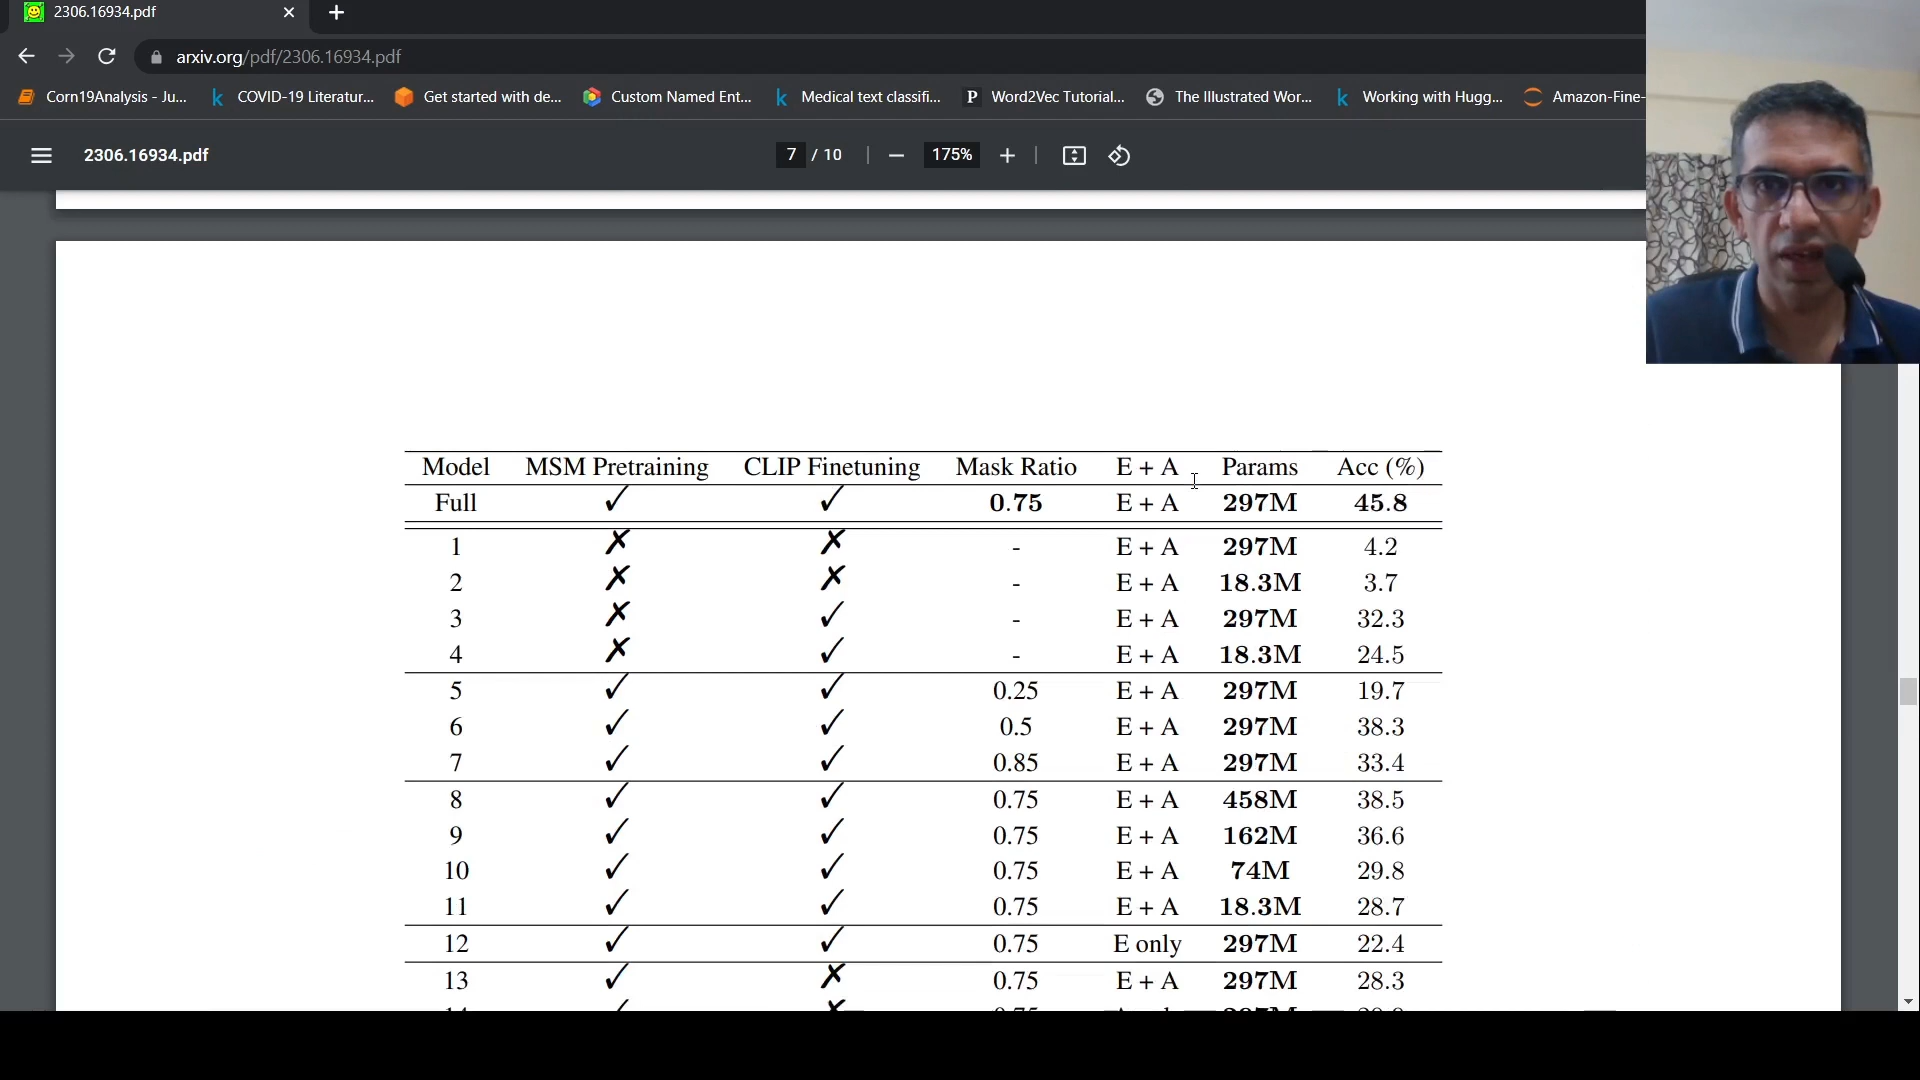 2306.16934.pdf
arxiv.org/pdf/2306.16934.pdf
Corn19Analysis - Ju... COVID-19 Literatur... Get started with de... Custom Named Ent... Medical text classifi... Word2Vec Tutorial... The Illustrated Wor... Working with Hugg... Amazon-Fine-
2306.16934.pdf 7 / 10 175%
Model MSM Pretraining CLIP Finetuning Mask Ratio E + A Params Acc (%)
Full ✓ ✓ 0.75 E + A 297M 45.8
1 ✗ ✗ - E + A 297M 4.2
2 ✗ ✗ - E + A 18.3M 3.7
3 ✗ ✓ - E + A 297M 32.3
4 ✗ ✓ - E + A 18.3M 24.5
5 ✓ ✓ 0.25 E + A 297M 19.7
6 ✓ ✓ 0.5 E + A 297M 38.3
7 ✓ ✓ 0.85 E + A 297M 33.4
8 ✓ ✓ 0.75 E + A 458M 38.5
9 ✓ ✓ 0.75 E + A 162M 36.6
10 ✓ ✓ 0.75 E + A 74M 29.8
11 ✓ ✓ 0.75 E + A 18.3M 28.7
12 ✓ ✓ 0.75 E only 297M 22.4
13 ✓ ✗ 0.75 E + A 297M 28.3